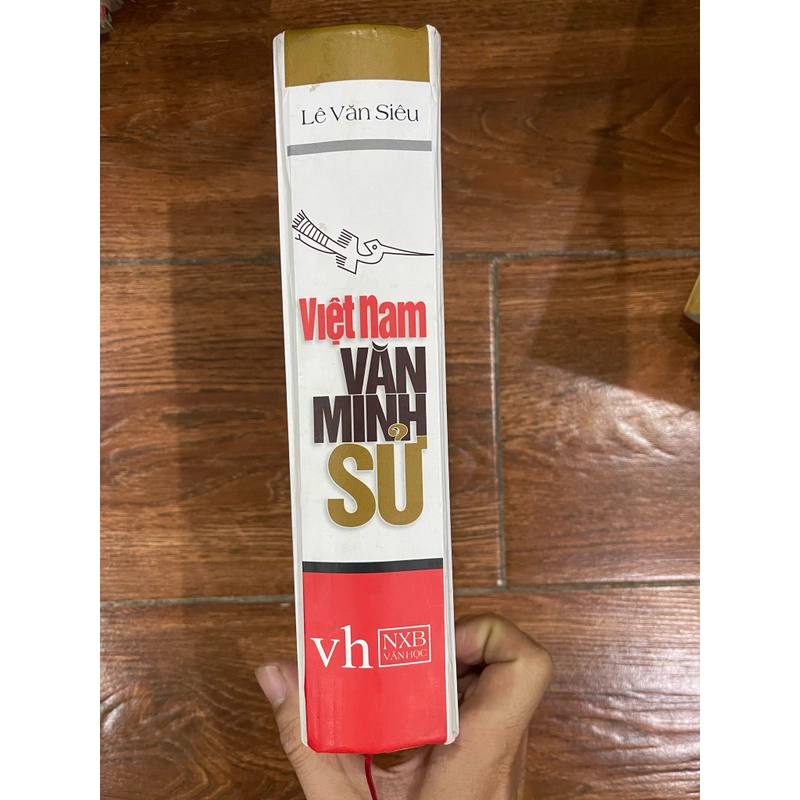 Lê Văn Siêu
Việt Nam
VĂN
MINH
SỬ
vh
NXB
VĂN HỌC